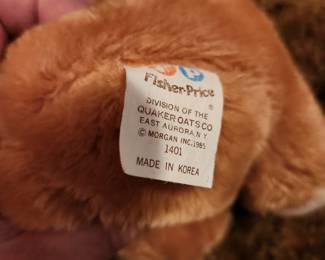 Fisher-Price
DIVISION OF THE
QUAKER OATS CO
EAST AURORA, N.Y.
© MORGAN INC. 1985
1401
MADE IN KOREA